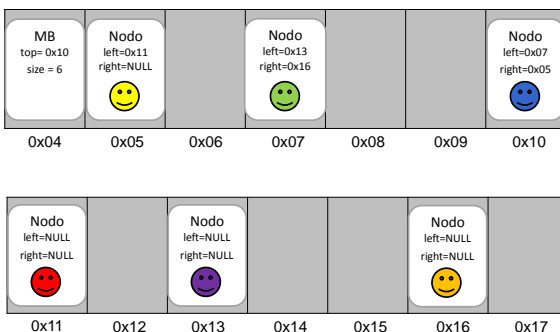 MB
top= 0x10
size = 6
Nodo
left=0x11
right=NULL
Nodo
left=0x13
right=0x16
Nodo
left=0x07
right=0x05
0x04 0x05 0x06 0x07 0x08 0x09 0x10
Nodo
left=NULL
right=NULL
Nodo
left=NULL
right=NULL
Nodo
left=NULL
right=NULL
0x11 0x12 0x13 0x14 0x15 0x16 0x17